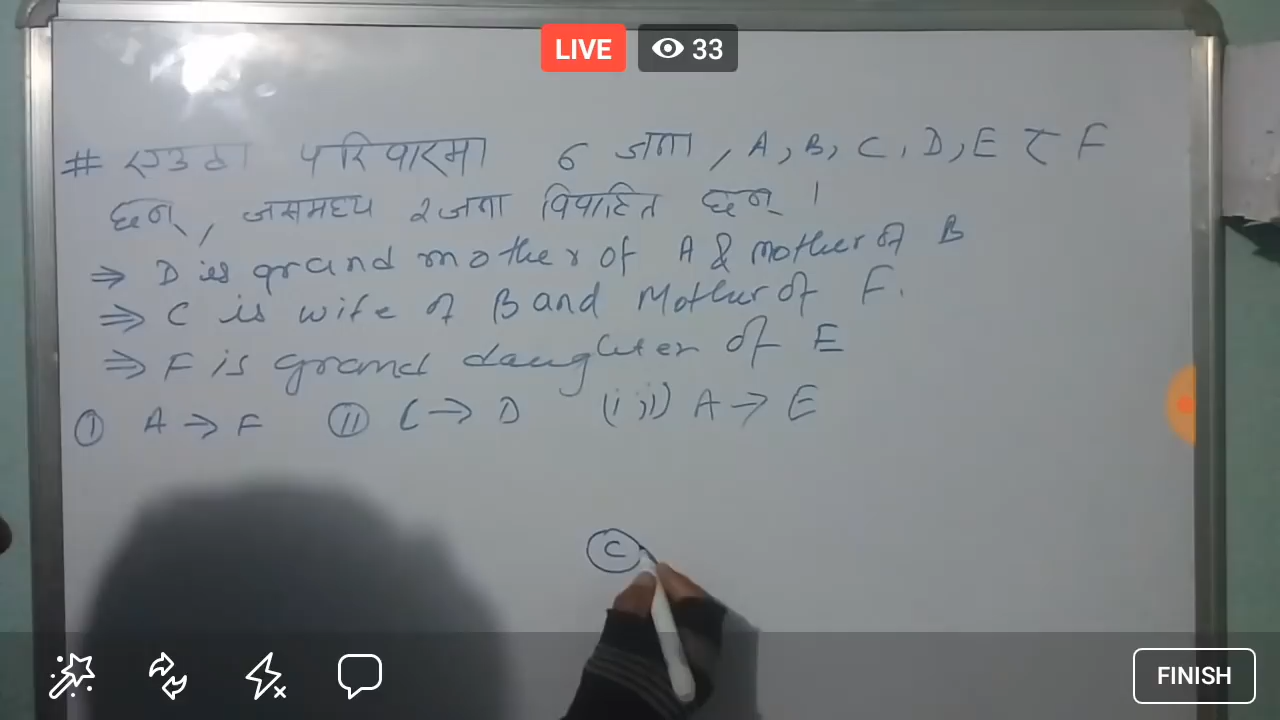 LIVE 33
# एउटा परिवारमा 6 जना, A, B, C, D, E र F
छन्, जसमध्य २ जना विवाहित छन् ।
⇒ D is grand mother of A & mother of B
⇒ C is wife of B and Mother of F.
⇒ F is grand daughter of E
Ⓘ A → F Ⓘⓘ C → D (iii) A → E
C
FINISH